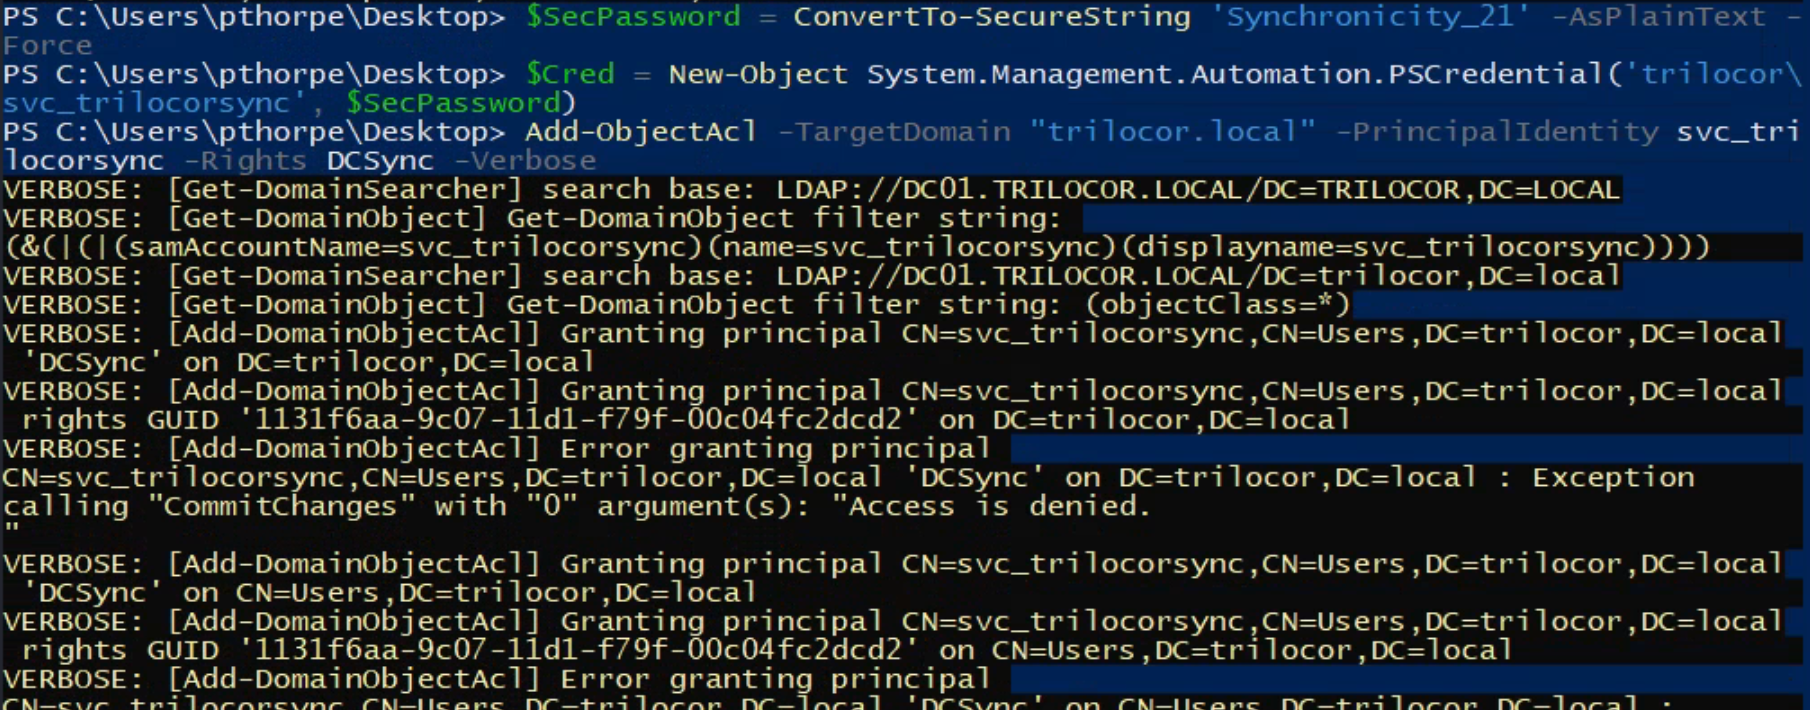 PS C:\Users\pthorpe\Desktop> $SecPassword = ConvertTo-SecureString 'Synchronicity_21' -AsPlainText -
Force
PS C:\Users\pthorpe\Desktop> $Cred = New-Object System.Management.Automation.PSCredential('trilocor\
svc_trilocorsync', $SecPassword)
PS C:\Users\pthorpe\Desktop> Add-ObjectAcl -TargetDomain "trilocor.local" -PrincipalIdentity svc_tri
locorsync -Rights DCSync -Verbose
VERBOSE: [Get-DomainSearcher] search base: LDAP://DC01.TRILOCOR.LOCAL/DC=TRILOCOR,DC=LOCAL
VERBOSE: [Get-DomainObject] Get-DomainObject filter string:
(&(|(|(samAccountName=svc_trilocorsync)(name=svc_trilocorsync)(displayname=svc_trilocorsync))))
VERBOSE: [Get-DomainSearcher] search base: LDAP://DC01.TRILOCOR.LOCAL/DC=trilocor,DC=local
VERBOSE: [Get-DomainObject] Get-DomainObject filter string: (objectClass=*)
VERBOSE: [Add-DomainObjectAcl] Granting principal CN=svc_trilocorsync,CN=Users,DC=trilocor,DC=local
'DCSync' on DC=trilocor,DC=local
VERBOSE: [Add-DomainObjectAcl] Granting principal CN=svc_trilocorsync,CN=Users,DC=trilocor,DC=local
rights GUID '1131f6aa-9c07-11d1-f79f-00c04fc2dcd2' on DC=trilocor,DC=local
VERBOSE: [Add-DomainObjectAcl] Error granting principal
CN=svc_trilocorsync,CN=Users,DC=trilocor,DC=local 'DCSync' on DC=trilocor,DC=local : Exception
calling "CommitChanges" with "0" argument(s): "Access is denied.
"
VERBOSE: [Add-DomainObjectAcl] Granting principal CN=svc_trilocorsync,CN=Users,DC=trilocor,DC=local
'DCSync' on CN=Users,DC=trilocor,DC=local
VERBOSE: [Add-DomainObjectAcl] Granting principal CN=svc_trilocorsync,CN=Users,DC=trilocor,DC=local
rights GUID '1131f6aa-9c07-11d1-f79f-00c04fc2dcd2' on CN=Users,DC=trilocor,DC=local
VERBOSE: [Add-DomainObjectAcl] Error granting principal
CN=svc_trilocorsync,CN=Users,DC=trilocor,DC=local 'DCSync' on CN=Users,DC=trilocor,DC=local :